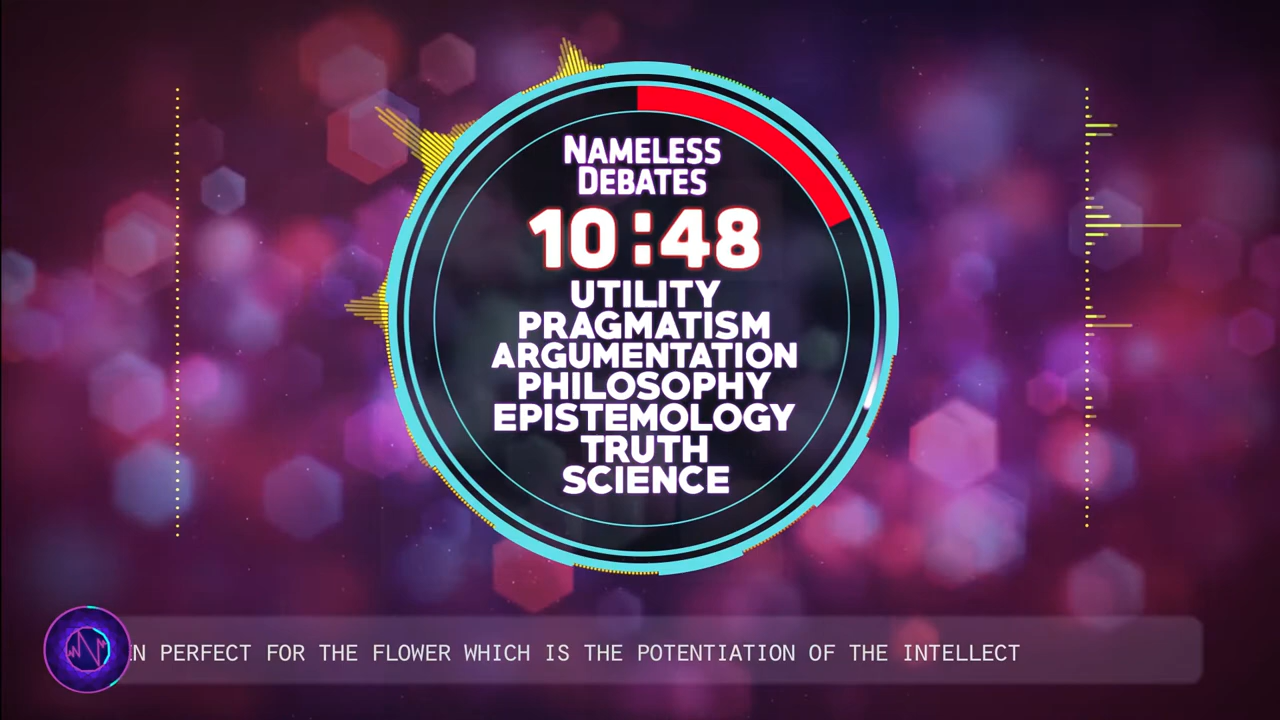 NAMELESS
DEBATES
10:48
UTILITY
PRAGMATISM
ARGUMENTATION
PHILOSOPHY
EPISTEMOLOGY
TRUTH
SCIENCE
PERFECT FOR THE FLOWER WHICH IS THE POTENTIATION OF THE INTELLECT